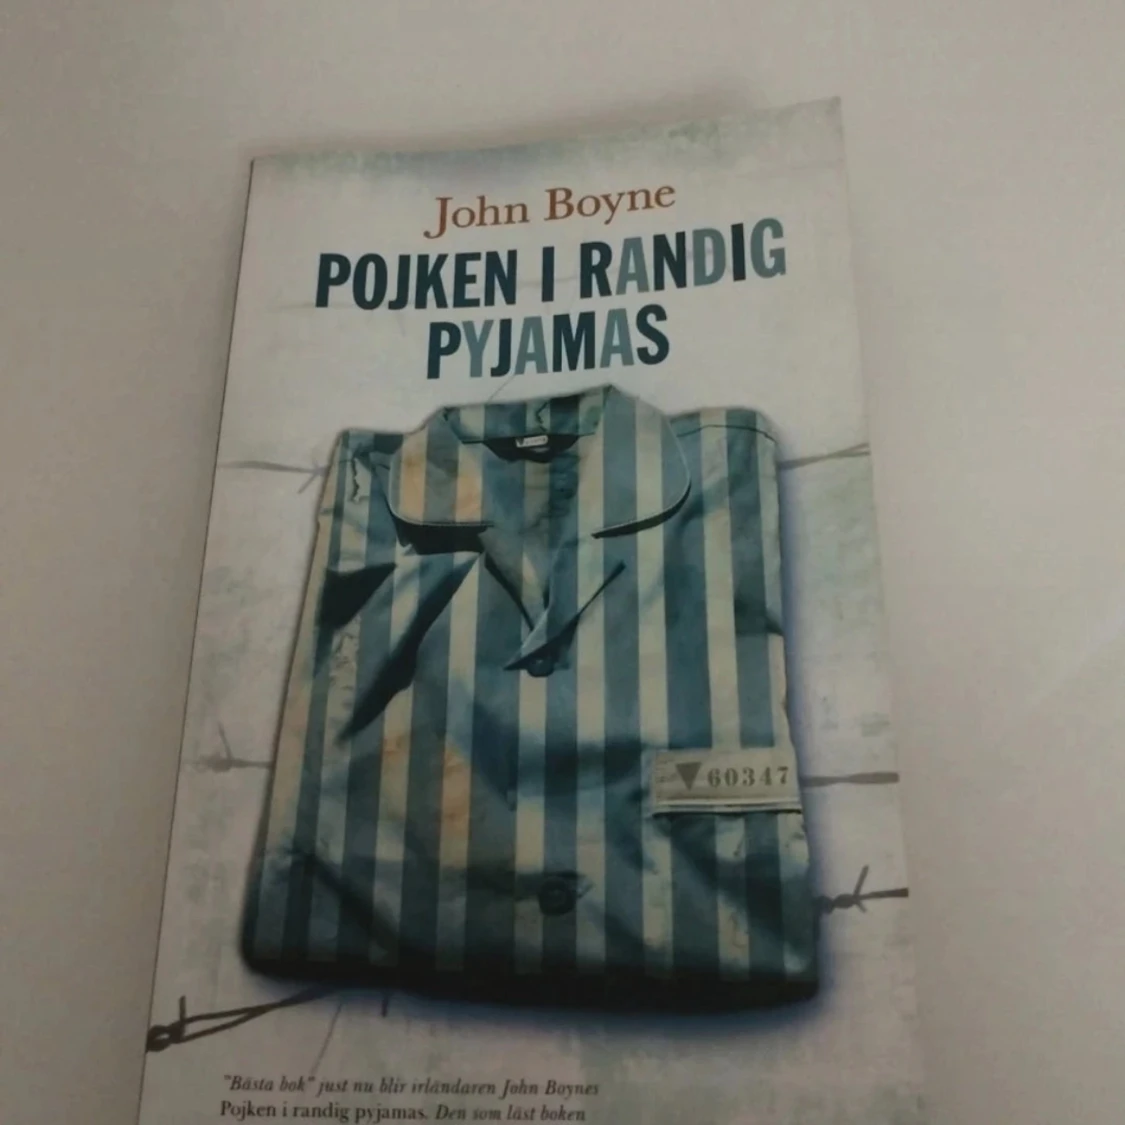 John Boyne
POJKEN I RANDIG
PYJAMAS
60347
"Bästa bok" just nu blir irländaren John Boynes
Pojken i randig pyjamas. Den som läst boken